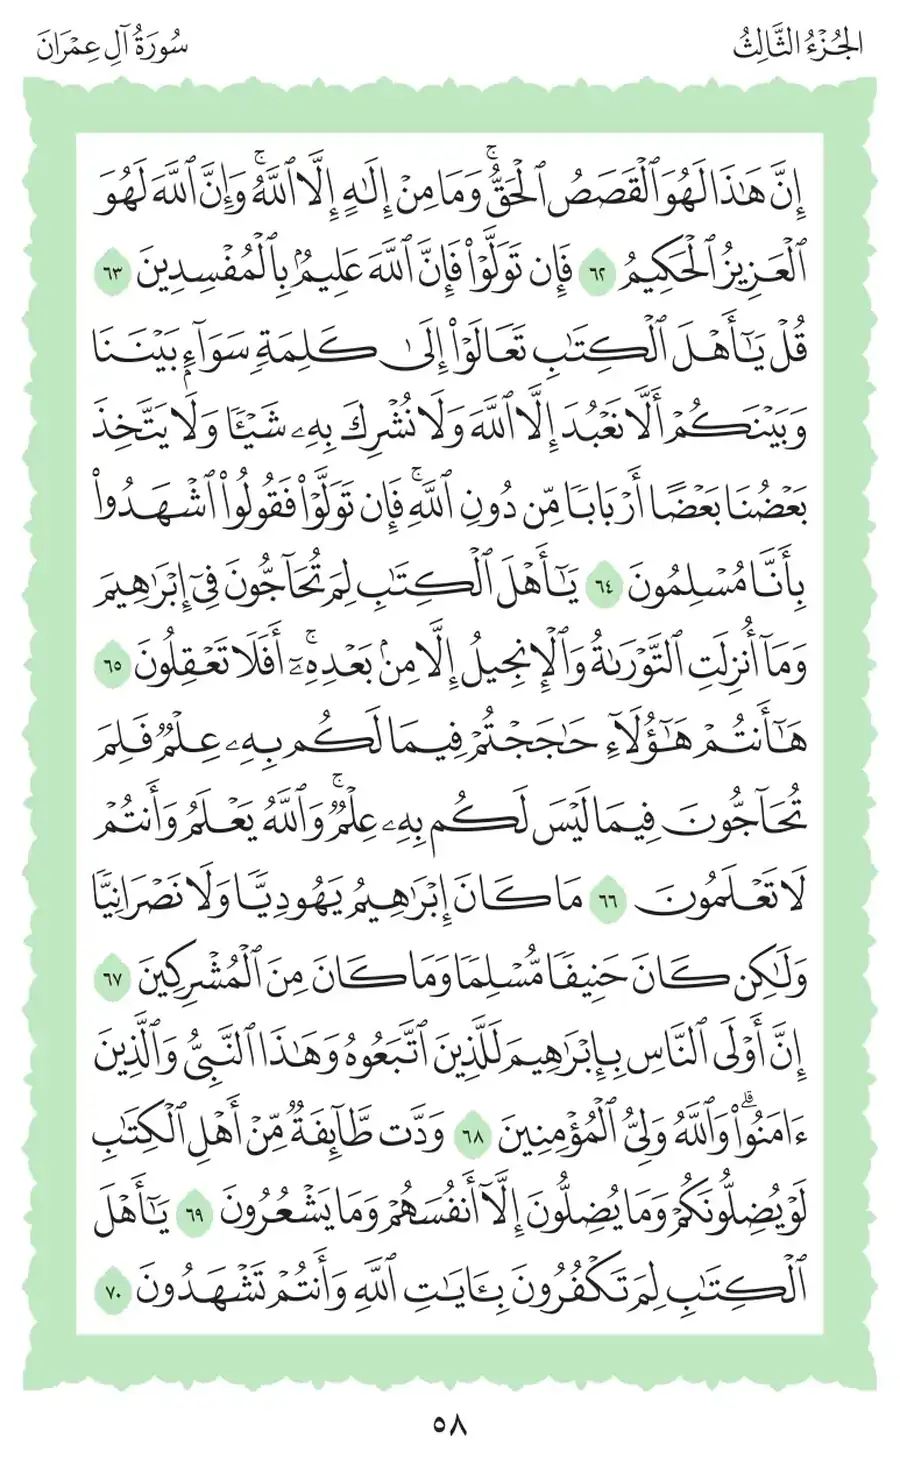 الجُزْءُ الثَّالِثُ
سُورَةُ آلِ عِمْرَانَ
إِنَّ هَٰذَا لَهُوَ ٱلْقَصَصُ ٱلْحَقُّۚ وَمَا مِنْ إِلَٰهٍ إِلَّا ٱللَّهُۚ وَإِنَّ ٱللَّهَ لَهُوَ
ٱلْعَزِيزُ ٱلْحَكِيمُ ٦٢ فَإِن تَوَلَّوْا۟ فَإِنَّ ٱللَّهَ عَلِيمٌۢ بِٱلْمُفْسِدِينَ ٦٣
قُلْ يَٰٓأَهْلَ ٱلْكِتَٰبِ تَعَالَوْا۟ إِلَىٰ كَلِمَةٍ سَوَآءٍۭ بَيْنَنَا
وَبَيْنَكُمْ أَلَّا نَعْبُدَ إِلَّا ٱللَّهَ وَلَا نُشْرِكَ بِهِۦ شَيْـًٔا وَلَا يَتَّخِذَ
بَعْضُنَا بَعْضًا أَرْبَابًا مِّن دُونِ ٱللَّهِۚ فَإِن تَوَلَّوْا۟ فَقُولُوا۟ ٱشْهَدُوا۟
بِأَنَّا مُسْلِمُونَ ٦٤ يَٰٓأَهْلَ ٱلْكِتَٰبِ لِمَ تُحَآجُّونَ فِىٓ إِبْرَٰهِيمَ
وَمَآ أُنزِلَتِ ٱلتَّوْرَىٰةُ وَٱلْإِنجِيلُ إِلَّا مِنۢ بَعْدِهِۦٓۚ أَفَلَا تَعْقِلُونَ ٦٥
هَٰٓأَنتُمْ هَٰٓؤُلَآءِ حَٰجَجْتُمْ فِيمَا لَكُم بِهِۦ عِلْمٌ فَلِمَ
تُحَآجُّونَ فِيمَا لَيْسَ لَكُم بِهِۦ عِلْمٌۚ وَٱللَّهُ يَعْلَمُ وَأَنتُمْ
لَا تَعْلَمُونَ ٦٦ مَا كَانَ إِبْرَٰهِيمُ يَهُودِيًّا وَلَا نَصْرَانِيًّا
وَلَٰكِن كَانَ حَنِيفًا مُّسْلِمًا وَمَا كَانَ مِنَ ٱلْمُشْرِكِينَ ٦٧
إِنَّ أَوْلَى ٱلنَّاسِ بِإِبْرَٰهِيمَ لَلَّذِينَ ٱتَّبَعُوهُ وَهَٰذَا ٱلنَّبِىُّ وَٱلَّذِينَ
ءَامَنُوا۟ۗ وَٱللَّهُ وَلِىُّ ٱلْمُؤْمِنِينَ ٦٨ وَدَّت طَّآئِفَةٌ مِّنْ أَهْلِ ٱلْكِتَٰبِ
لَوْ يُضِلُّونَكُمْ وَمَا يُضِلُّونَ إِلَّآ أَنفُسَهُمْ وَمَا يَشْعُرُونَ ٦٩ يَٰٓأَهْلَ
ٱلْكِتَٰبِ لِمَ تَكْفُرُونَ بِـَٔايَٰتِ ٱللَّهِ وَأَنتُمْ تَشْهَدُونَ ٧٠
٥٨